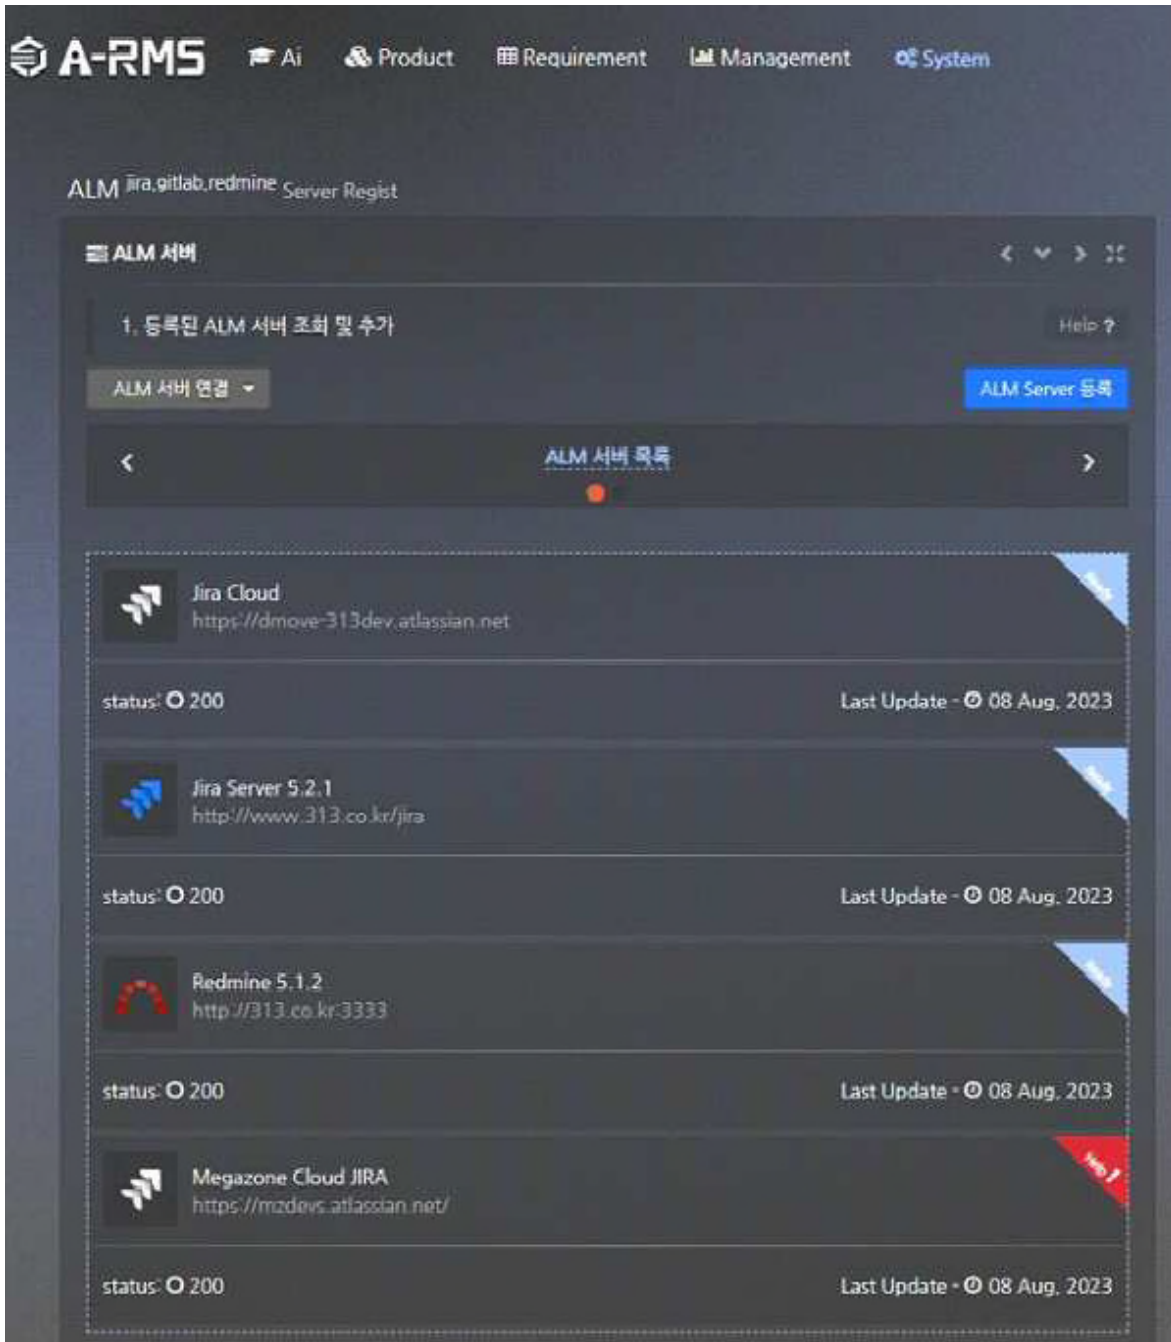 A-RMS Ai Product Requirement Management System
ALM jira,gitlab,redmine Server Regist
ALM 서버
1. 등록된 ALM 서버 조회 및 추가 Help ?
ALM 서버 연결 ALM Server 등록
ALM 서버 목록
Jira Cloud
https://dmove-313dev.atlassian.net
status: 200 Last Update - 08 Aug, 2023
Jira Server 5.2.1
http://www.313.co.kr/jira
status: 200 Last Update - 08 Aug, 2023
Redmine 5.1.2
http://313.co.kr:3333
status: 200 Last Update - 08 Aug, 2023
Help !
Megazone Cloud JIRA
https://mzdevs.atlassian.net/
status: 200 Last Update - 08 Aug, 2023